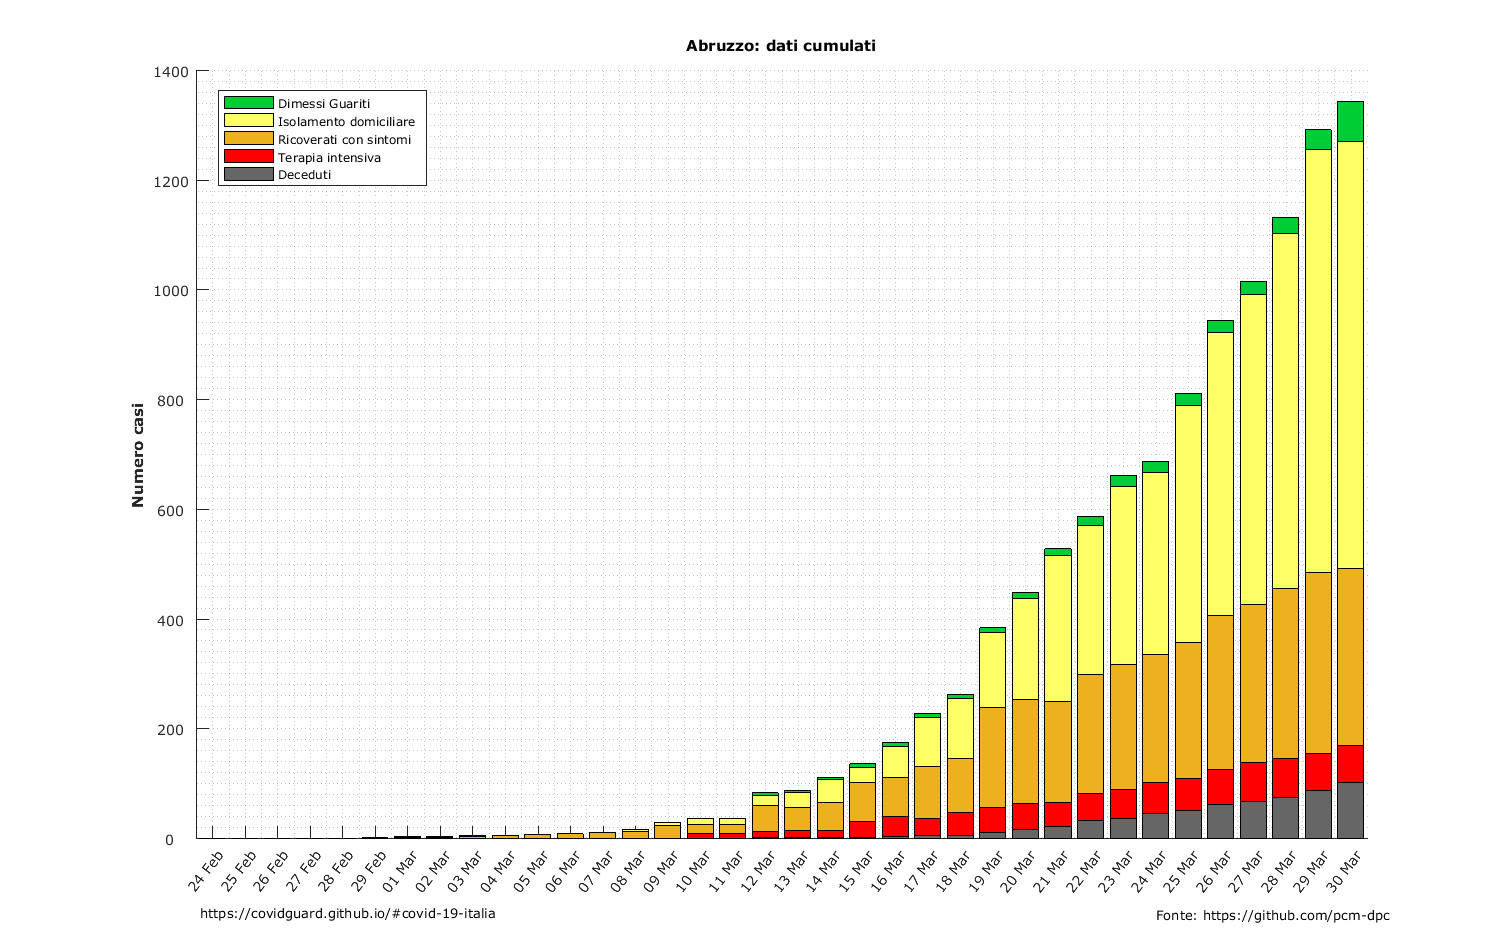 Abruzzo: dati cumulati
1400
1200
1000
800
600
400
200
0
Numero casi
Dimessi Guariti
Isolamento domiciliare
Ricoverati con sintomi
Terapia intensiva
Deceduti
24 Feb
25 Feb
26 Feb
27 Feb
28 Feb
29 Feb
01 Mar
02 Mar
03 Mar
04 Mar
05 Mar
06 Mar
07 Mar
08 Mar
09 Mar
10 Mar
11 Mar
12 Mar
13 Mar
14 Mar
15 Mar
16 Mar
17 Mar
18 Mar
19 Mar
20 Mar
21 Mar
22 Mar
23 Mar
24 Mar
25 Mar
26 Mar
27 Mar
28 Mar
29 Mar
30 Mar
https://covidguard.github.io/#covid-19-italia
Fonte: https://github.com/pcm-dpc